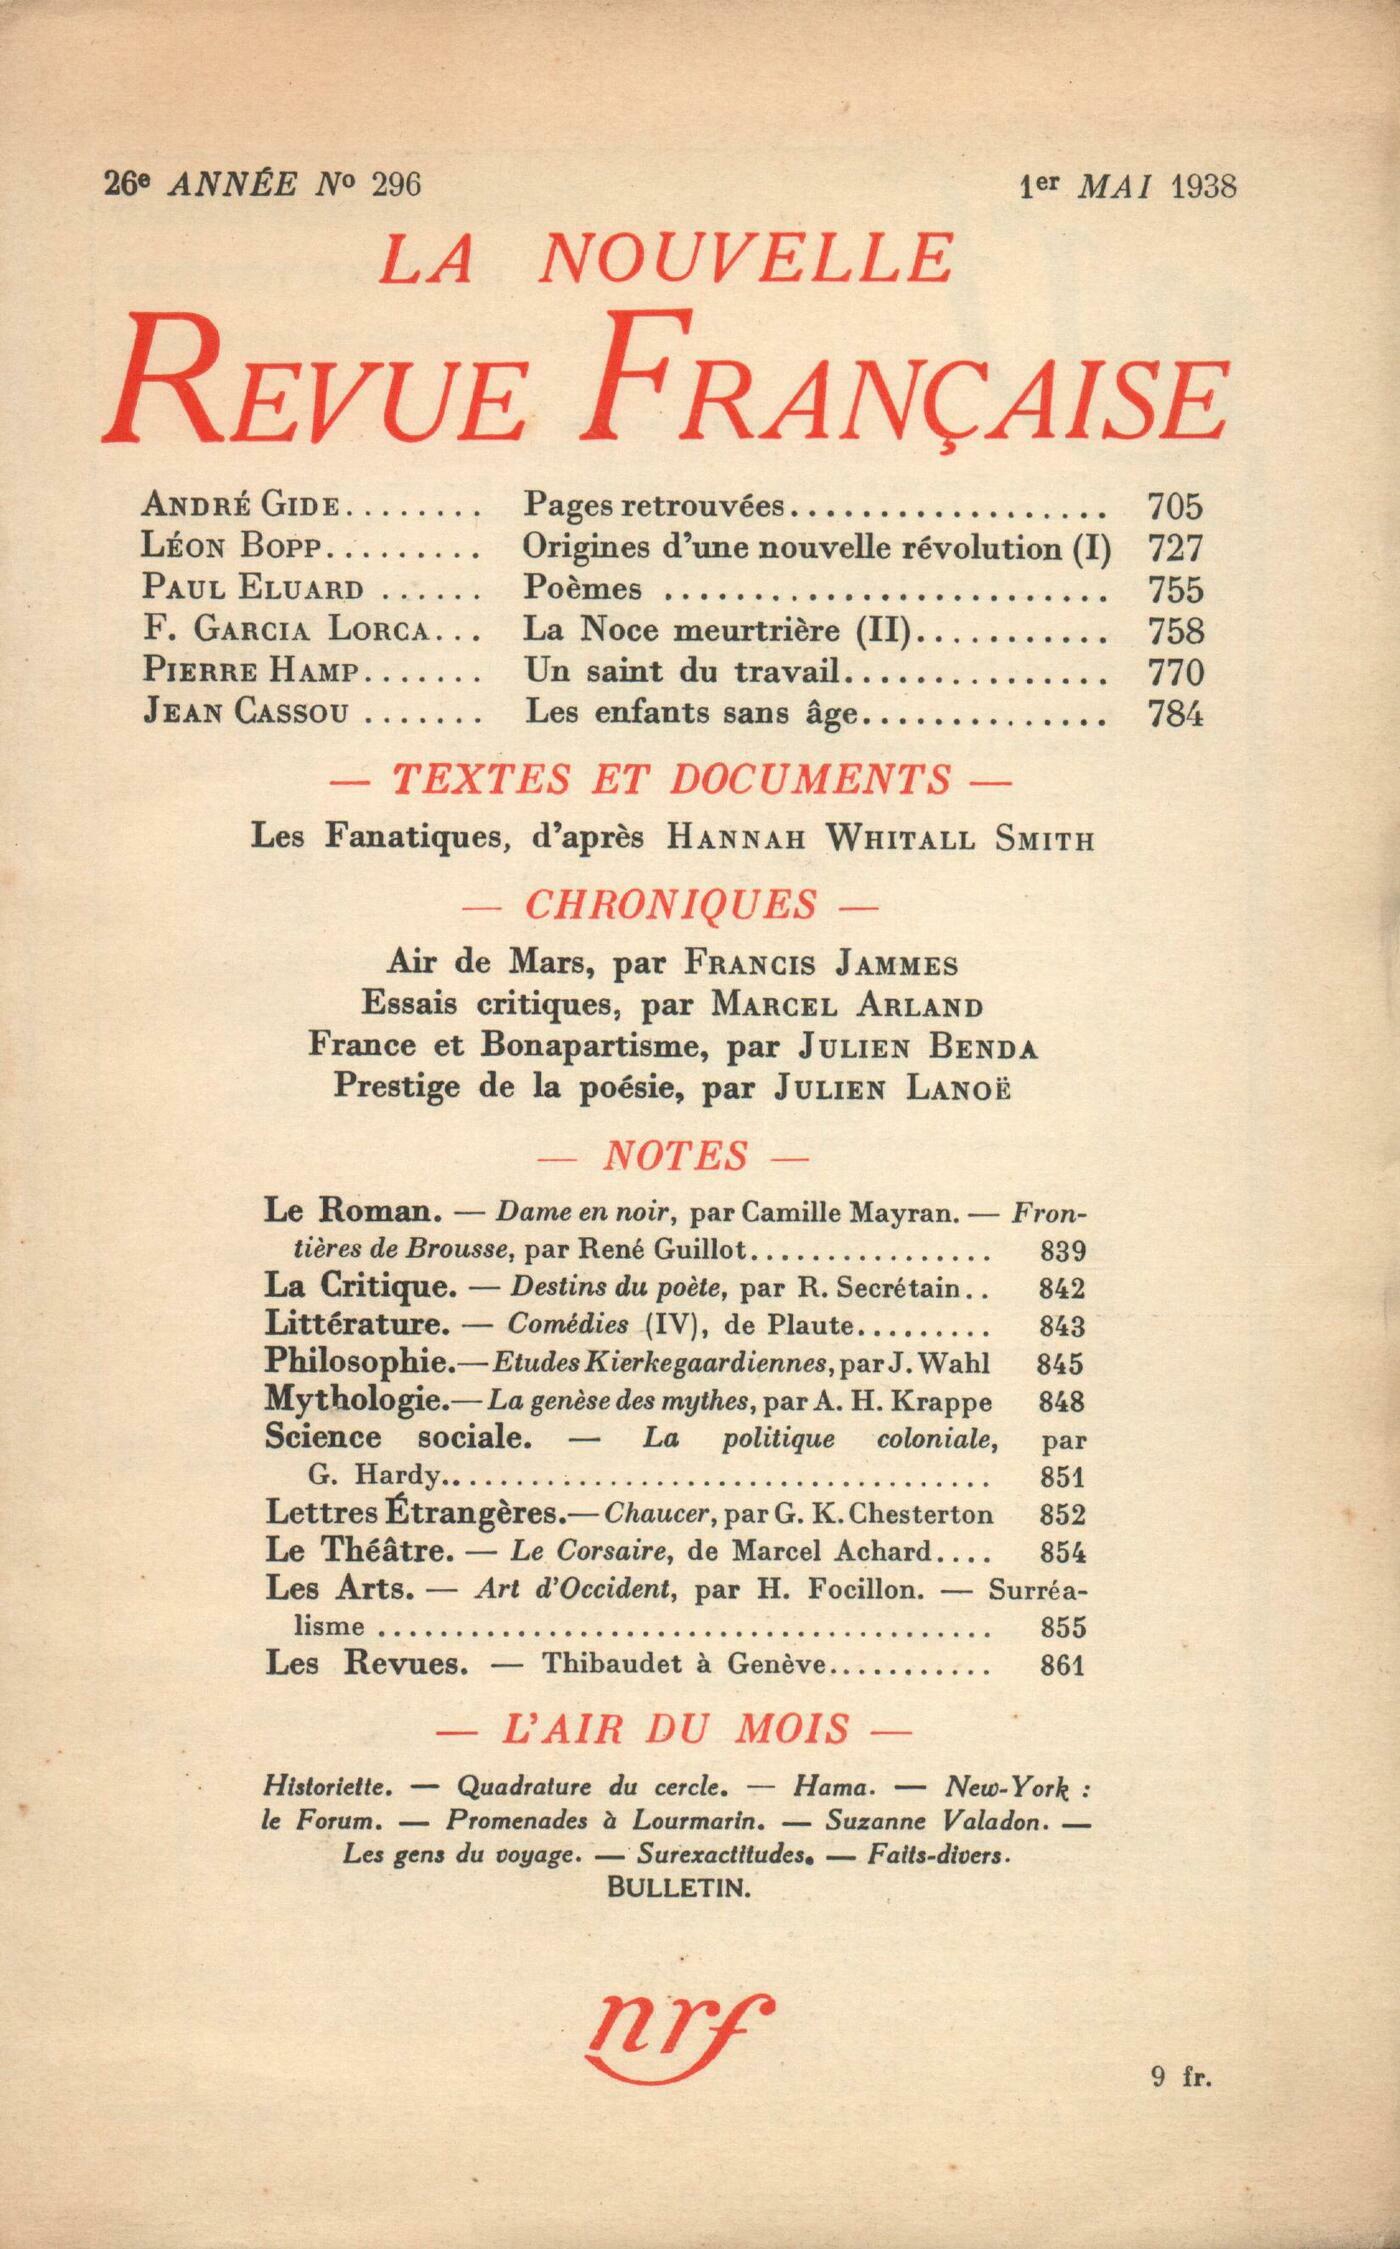 26e ANNÉE No 296
1er MAI 1938
LA NOUVELLE
REVUE FRANÇAISE
ANDRÉ GIDE........ Pages retrouvées.................. 705
LÉON BOPP......... Origines d'une nouvelle révolution (I) 727
PAUL ELUARD ...... Poèmes ......................... 755
F. GARCIA LORCA... La Noce meurtrière (II)........... 758
PIERRE HAMP....... Un saint du travail............... 770
JEAN CASSOU ....... Les enfants sans âge.............. 784
— TEXTES ET DOCUMENTS —
Les Fanatiques, d'après HANNAH WHITALL SMITH
— CHRONIQUES —
Air de Mars, par FRANCIS JAMMES
Essais critiques, par MARCEL ARLAND
France et Bonapartisme, par JULIEN BENDA
Prestige de la poésie, par JULIEN LANOË
— NOTES —
Le Roman. — Dame en noir, par Camille Mayran. — Fron-
tières de Brousse, par René Guillot................ 839
La Critique. — Destins du poète, par R. Secrétain.. 842
Littérature. — Comédies (IV), de Plaute......... 843
Philosophie.—Etudes Kierkegaardiennes, par J. Wahl 845
Mythologie.—La genèse des mythes, par A. H. Krappe 848
Science sociale. — La politique coloniale, par
G. Hardy..................................... 851
Lettres Étrangères.—Chaucer, par G. K. Chesterton 852
Le Théâtre. — Le Corsaire, de Marcel Achard.... 854
Les Arts. — Art d'Occident, par H. Focillon. — Surréa-
lisme ........................................ 855
Les Revues. — Thibaudet à Genève........... 861
— L'AIR DU MOIS —
Historiette. — Quadrature du cercle. — Hama. — New-York :
le Forum. — Promenades à Lourmarin. — Suzanne Valadon. —
Les gens du voyage. — Surexactitudes. — Faits-divers.
BULLETIN.
nrf
9 fr.